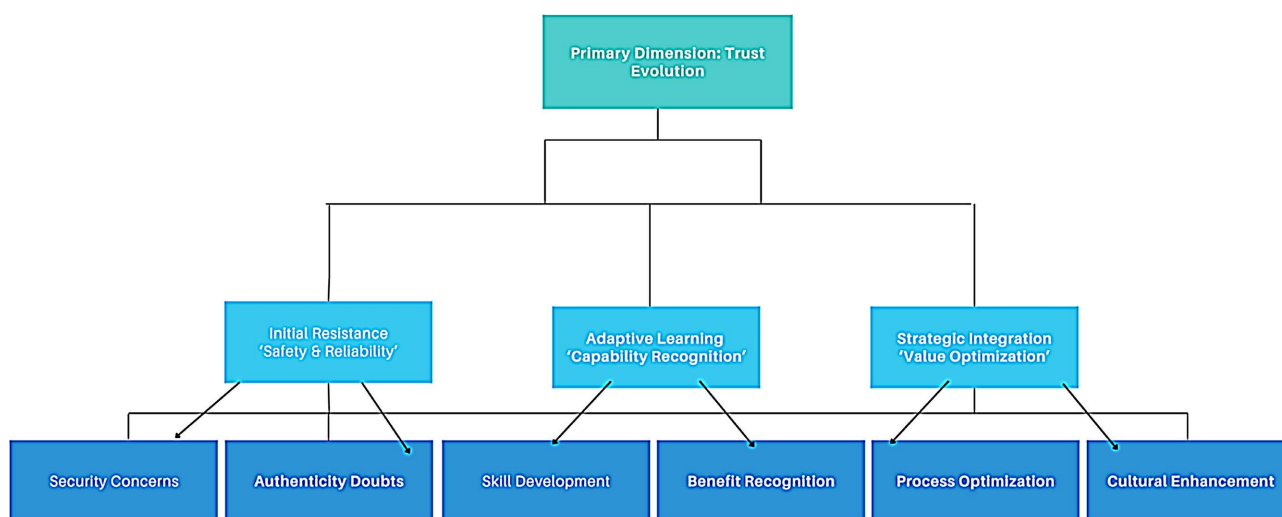 Primary Dimension: Trust
Evolution
Initial Resistance
‘Safety & Reliability’
Adaptive Learning
‘Capability Recognition’
Strategic Integration
‘Value Optimization’
Security Concerns
Authenticity Doubts
Skill Development
Benefit Recognition
Process Optimization
Cultural Enhancement